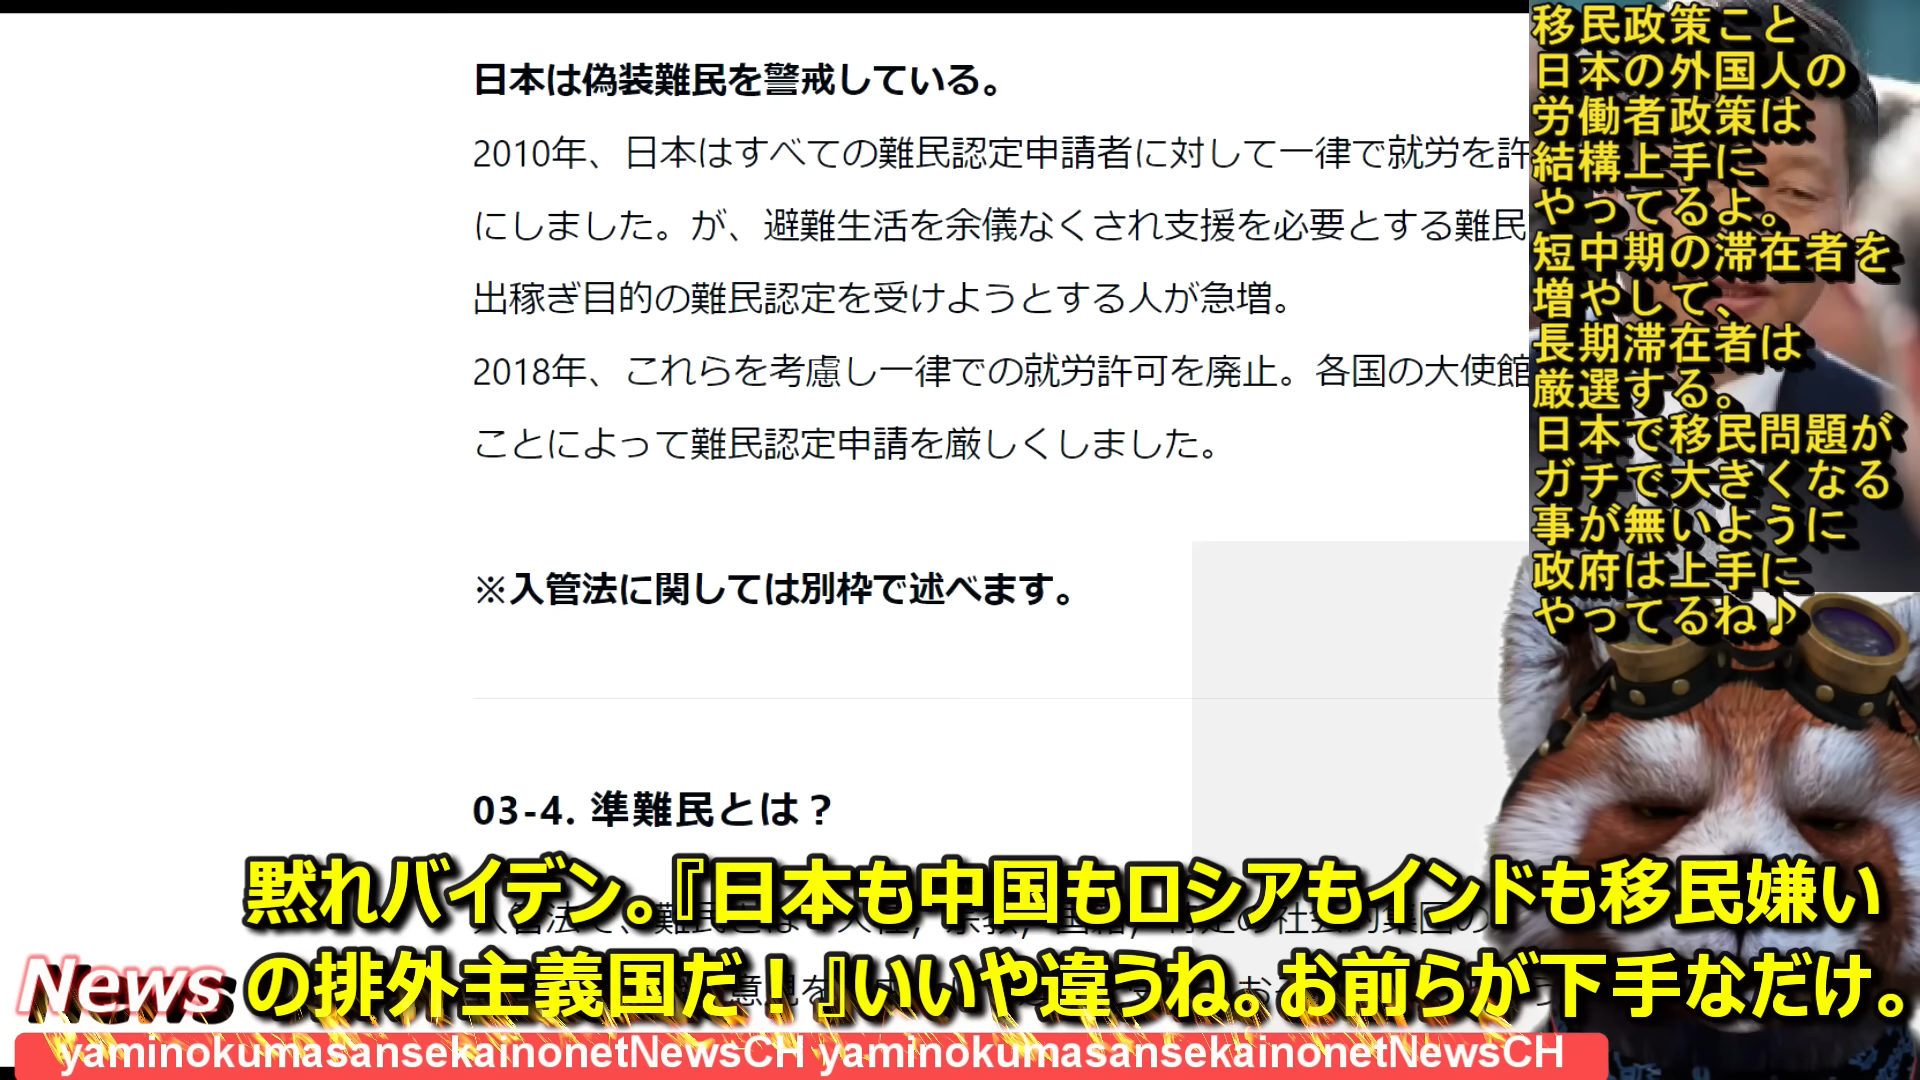 日本は偽装難民を警戒している。
2010年、日本はすべての難民認定申請者に対して一律で就労を許
にしました。が、避難生活を余儀なくされ支援を必要とする難民
出稼ぎ目的の難民認定を受けようとする人が急増。
2018年、これらを考慮し一律での就労許可を廃止。各国の大使館
ことによって難民認定申請を厳しくしました。
※入管法に関しては別枠で述べます。
03-4. 準難民とは？
移民政策こと
日本の外国人の
労働者政策は
結構上手に
やってるよ。
短中期の滞在者を
増やして、
長期滞在者は
厳選する。
日本で移民問題が
ガチで大きくなる
事が無いように
政府は上手に
やってるね♪
黙れバイデン。『日本も中国もロシアもインドも移民嫌い
の排外主義国だ！』いいや違うね。お前らが下手なだけ。
News
yaminokumasansekainonetNewsCH yaminokumasansekainonetNewsCH